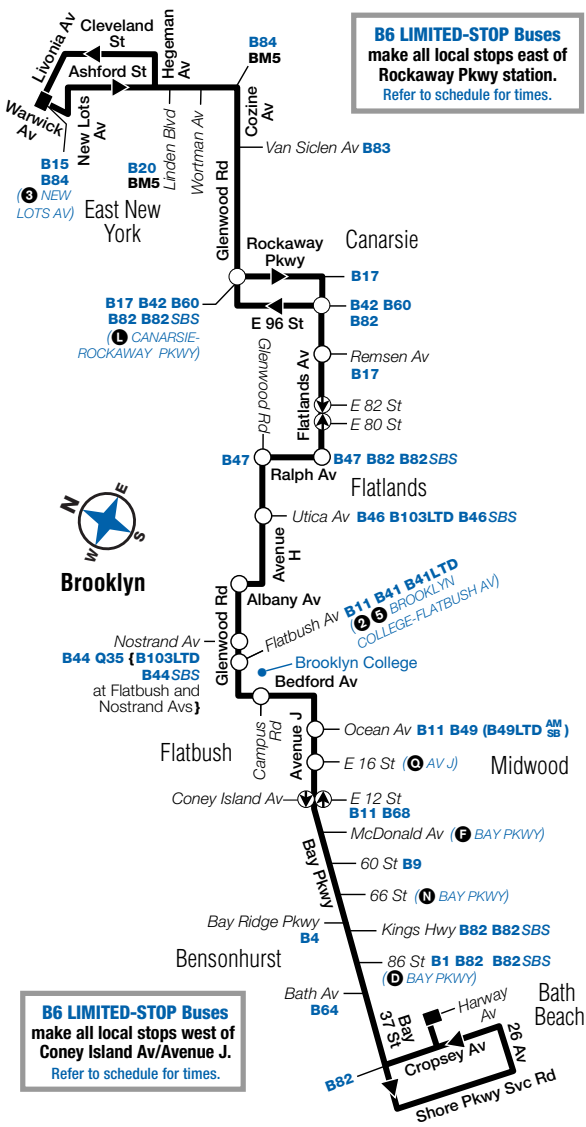 B6 LIMITED-STOP Buses
make all local stops east of
Rockaway Pkwy station.
Refer to schedule for times.
Livonia Av
Cleveland
St
Ashford St
Hegeman
Av
B84
BM5
Warwick
Av
New Lots
Av
Linden Blvd
Wortman Av
Cozine
Av
Van Siclen Av B83
B15
B84
(3 NEW
LOTS AV)
B20
BM5
East New
York
Glenwood Rd
Rockaway
Pkwy
Canarsie
B17
B17 B42 B60
B82 B82SBS
(L CANARSIE-
ROCKAWAY PKWY)
E 96 St
B42 B60
B82
Glenwood Rd
Flatlands Av
Remsen Av
B17
E 82 St
E 80 St
B47
Ralph Av
B47 B82 B82SBS
Flatlands
Utica Av B46 B103LTD B46SBS
Avenue
H
N
E
W
S
Brooklyn
Albany Av
Glenwood Rd
Nostrand Av
B44 Q35 {B103LTD
B44SBS
at Flatbush and
Nostrand Avs}
Flatbush Av B11 B41 B41LTD
(2 5 BROOKLYN
COLLEGE-FLATBUSH AV)
Brooklyn College
Bedford Av
Campus
Rd
Flatbush
Avenue J
Ocean Av B11 B49 (B49LTD AM
SB)
E 16 St (Q AV J)
Midwood
Coney Island Av
E 12 St
B11 B68
McDonald Av (F BAY PKWY)
Bay Pkwy
60 St B9
66 St (N BAY PKWY)
Bay Ridge Pkwy
B4
Kings Hwy B82 B82SBS
Bensonhurst
86 St B1 B82 B82SBS
(D BAY PKWY)
Bath Av
B64
Bay
37 St
Harway
Av
Bath
Beach
B6 LIMITED-STOP Buses
make all local stops west of
Coney Island Av/Avenue J.
Refer to schedule for times.
B82
Cropsey Av
26 Av
Shore Pkwy Svc Rd